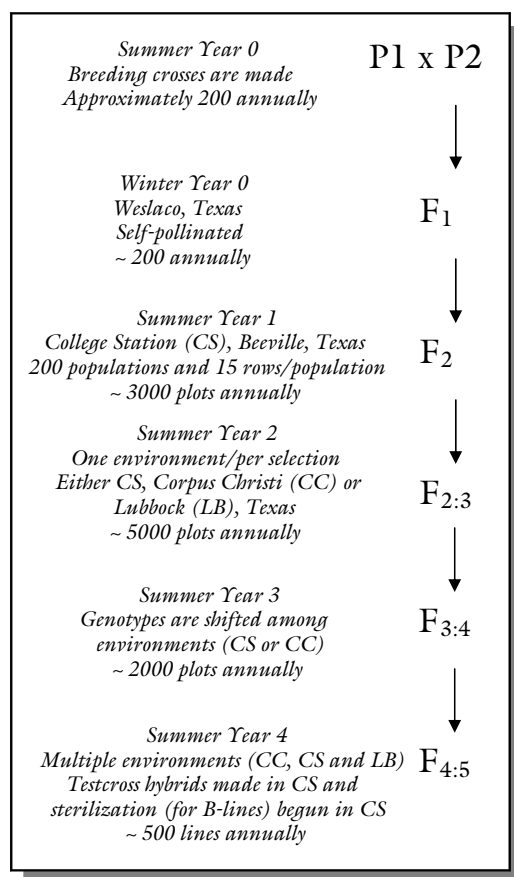 Summer Year 0
Breeding crosses are made
Approximately 200 annually
P1 x P2
Winter Year 0
Weslaco, Texas
Self-pollinated
~ 200 annually
F1
Summer Year 1
College Station (CS), Beeville, Texas
200 populations and 15 rows/population
~ 3000 plots annually
F2
Summer Year 2
One environment/per selection
Either CS, Corpus Christi (CC) or
Lubbock (LB), Texas
~ 5000 plots annually
F2:3
Summer Year 3
Genotypes are shifted among
environments (CS or CC)
~ 2000 plots annually
F3:4
Summer Year 4
Multiple environments (CC, CS and LB)
Testcross hybrids made in CS and
sterilization (for B-lines) begun in CS
~ 500 lines annually
F4:5